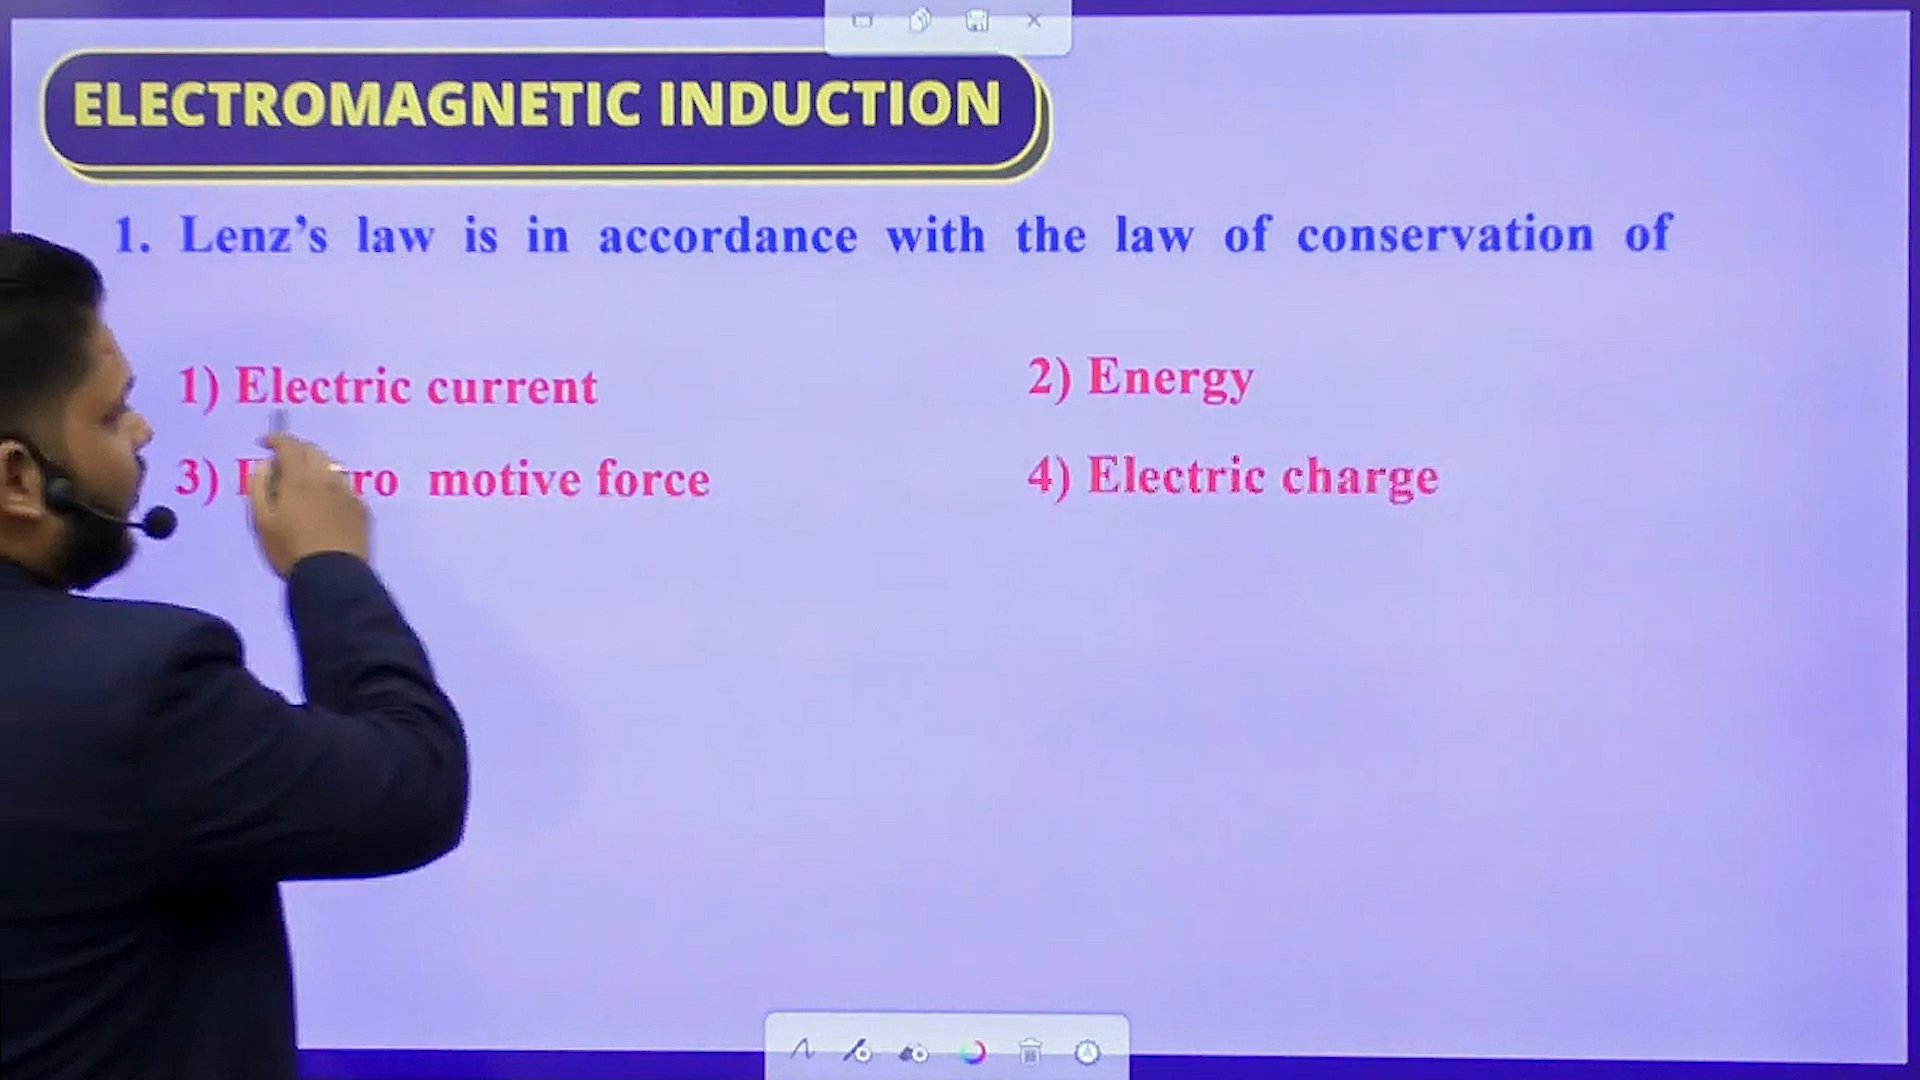 ELECTROMAGNETIC INDUCTION
1. Lenz's law is in accordance with the law of conservation of
1) Electric current
2) Energy
3) motive force
4) Electric charge